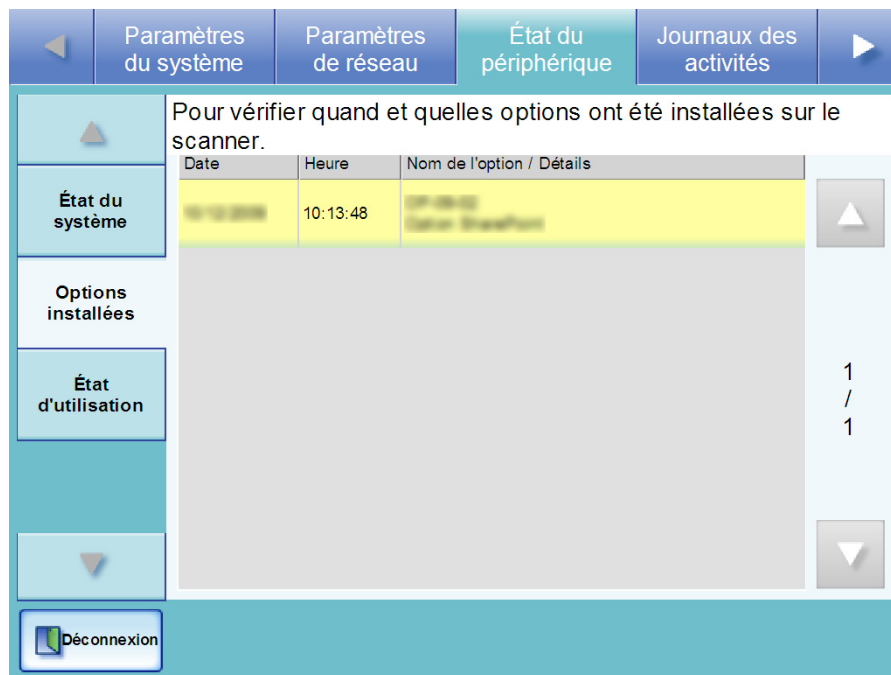 Paramètres
du système
Paramètres
de réseau
État du
périphérique
Journaux des
activités
Pour vérifier quand et quelles options ont été installées sur le
scanner.
Date
Heure
Nom de l'option / Détails
10:13:48
État du
système
Options
installées
État
d'utilisation
1
/
1
Déconnexion